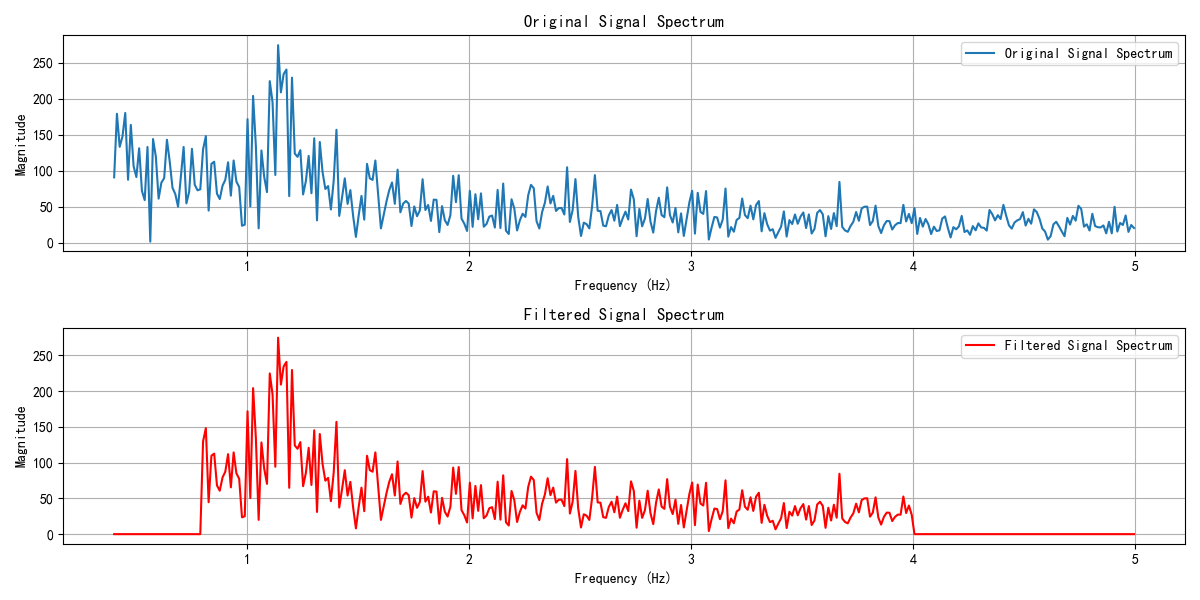 Original Signal Spectrum
Original Signal Spectrum
Magnitude
250
200
150
100
50
0
1
2
3
4
5
Frequency (Hz)
Filtered Signal Spectrum
Filtered Signal Spectrum
Magnitude
250
200
150
100
50
0
1
2
3
4
5
Frequency (Hz)